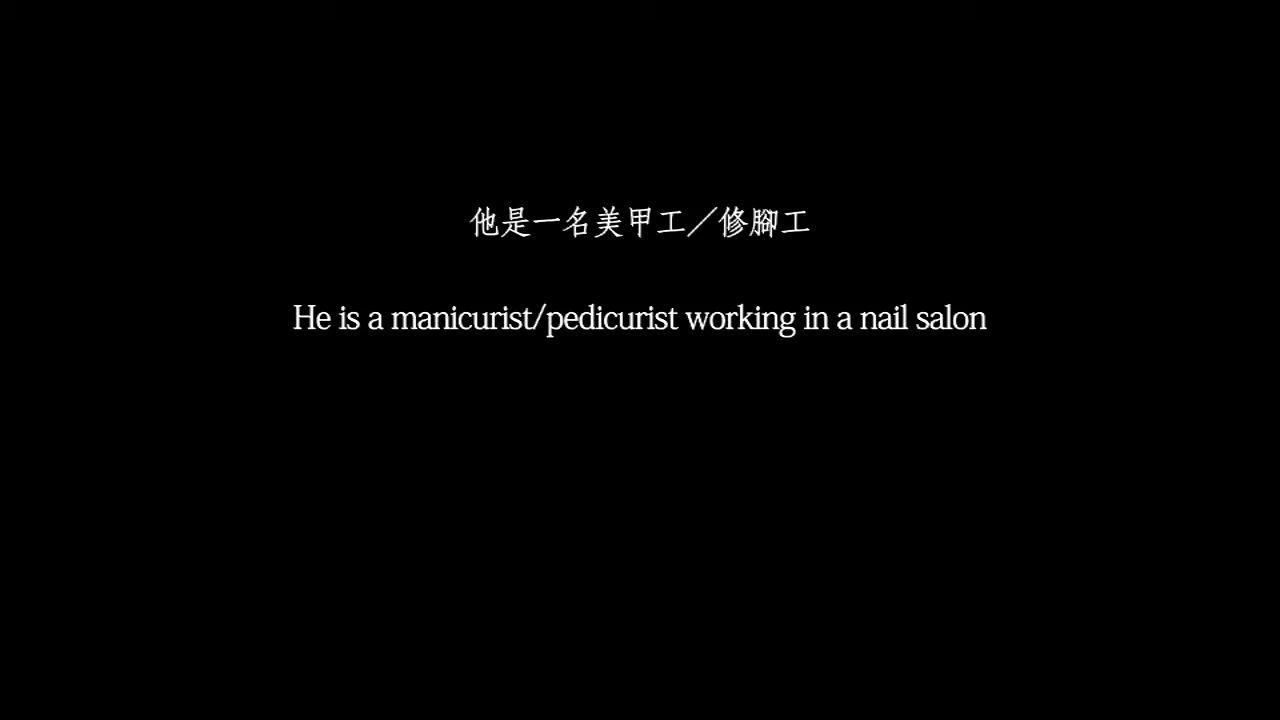 他是一名美甲工／修腳工
He is a manicurist/pedicurist working in a nail salon